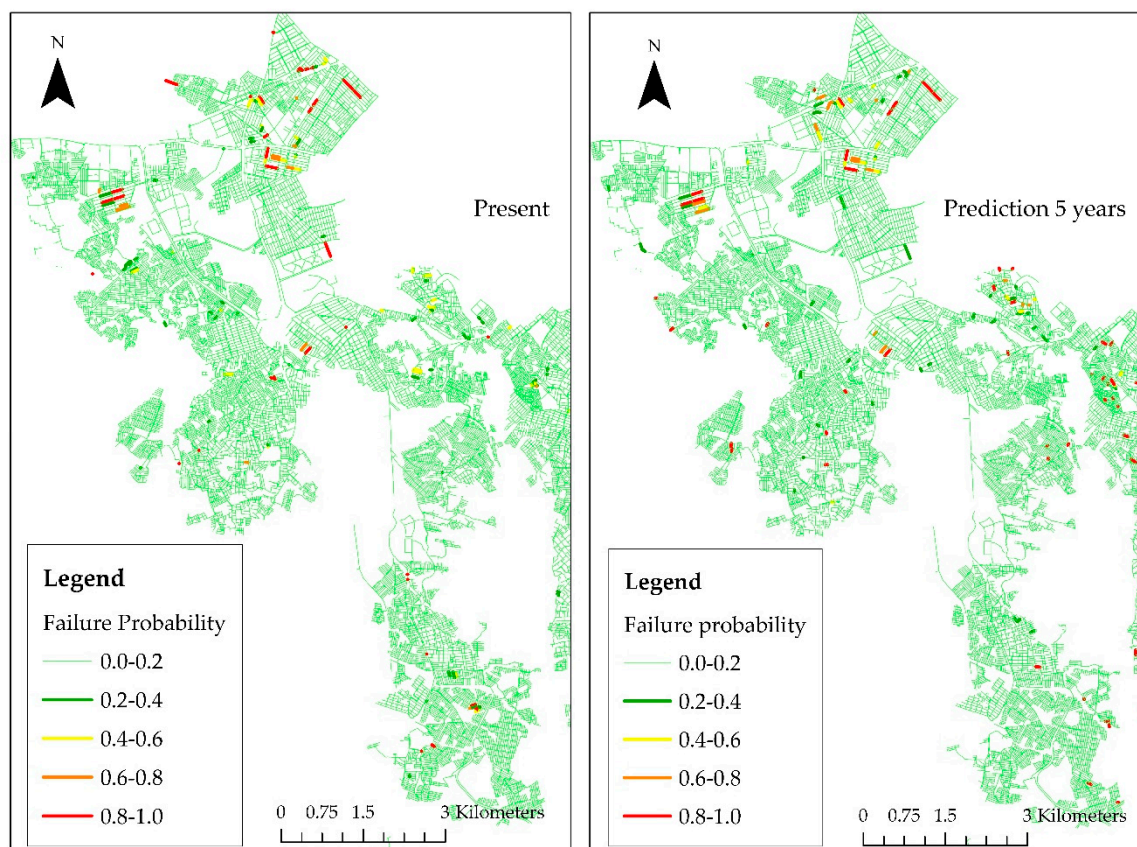 N
Present
Legend
Failure Probability
0.0-0.2
0.2-0.4
0.4-0.6
0.6-0.8
0.8-1.0
0 0.75 1.5 3 Kilometers
N
Prediction 5 years
Legend
Failure probability
0.0-0.2
0.2-0.4
0.4-0.6
0.6-0.8
0.8-1.0
0 0.75 1.5 3 Kilometers